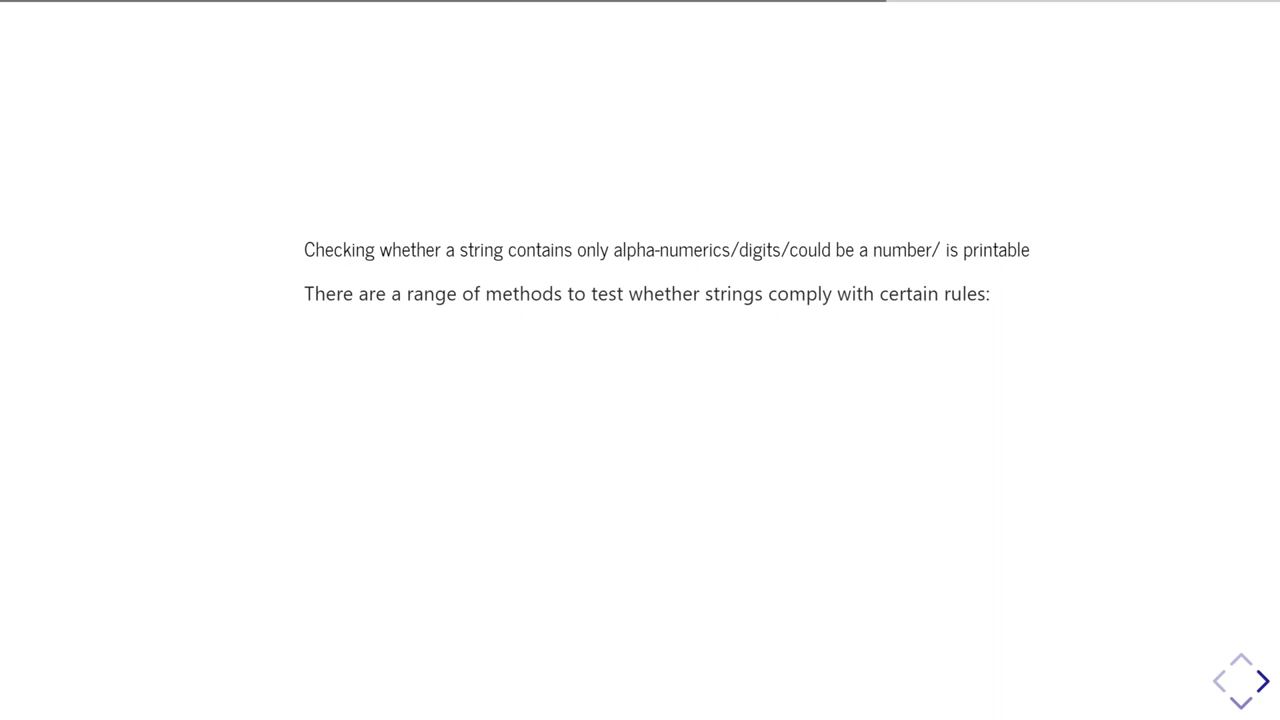 Checking whether a string contains only alpha-numerics/digits/could be a number/ is printable
There are a range of methods to test whether strings comply with certain rules: